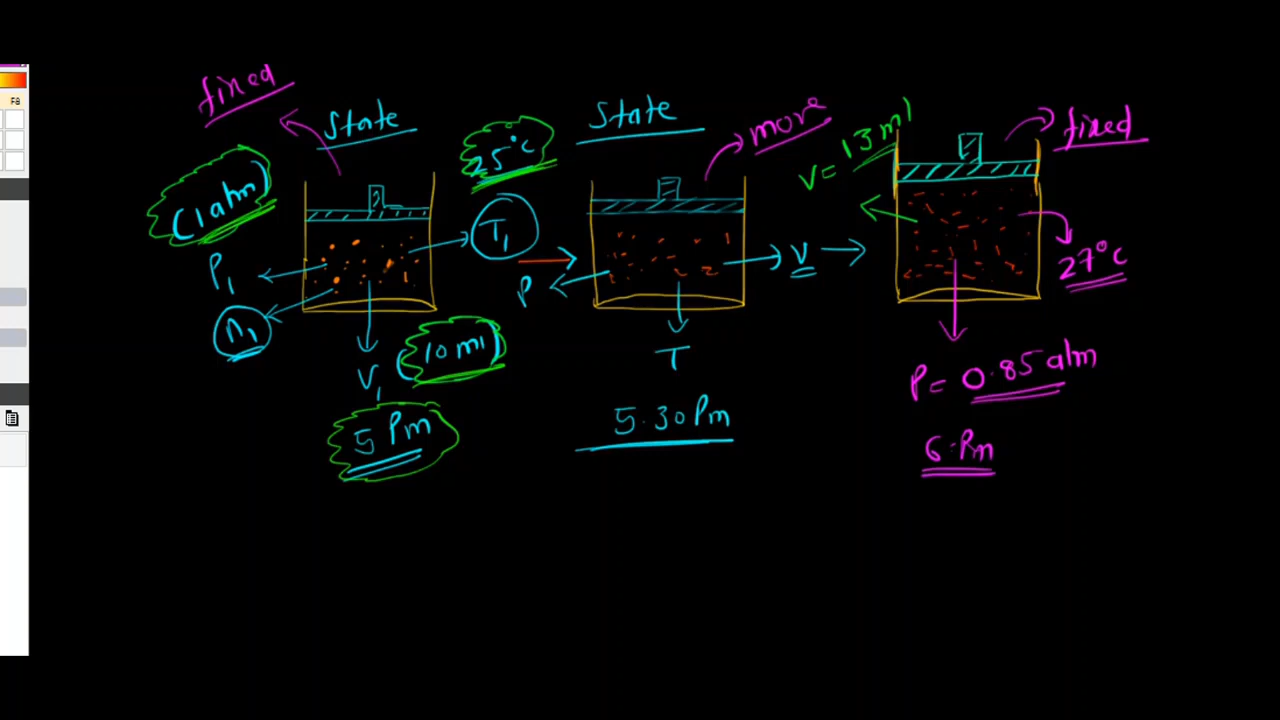 fixed
State
25°C
State
more
V= 13 ml
fixed
(1 atm)
T₁
P₁
P
V
27°C
n₁
V₁
(10 ml)
T
P= 0.85 atm
5 Pm
5.30 Pm
6 Pm
FB